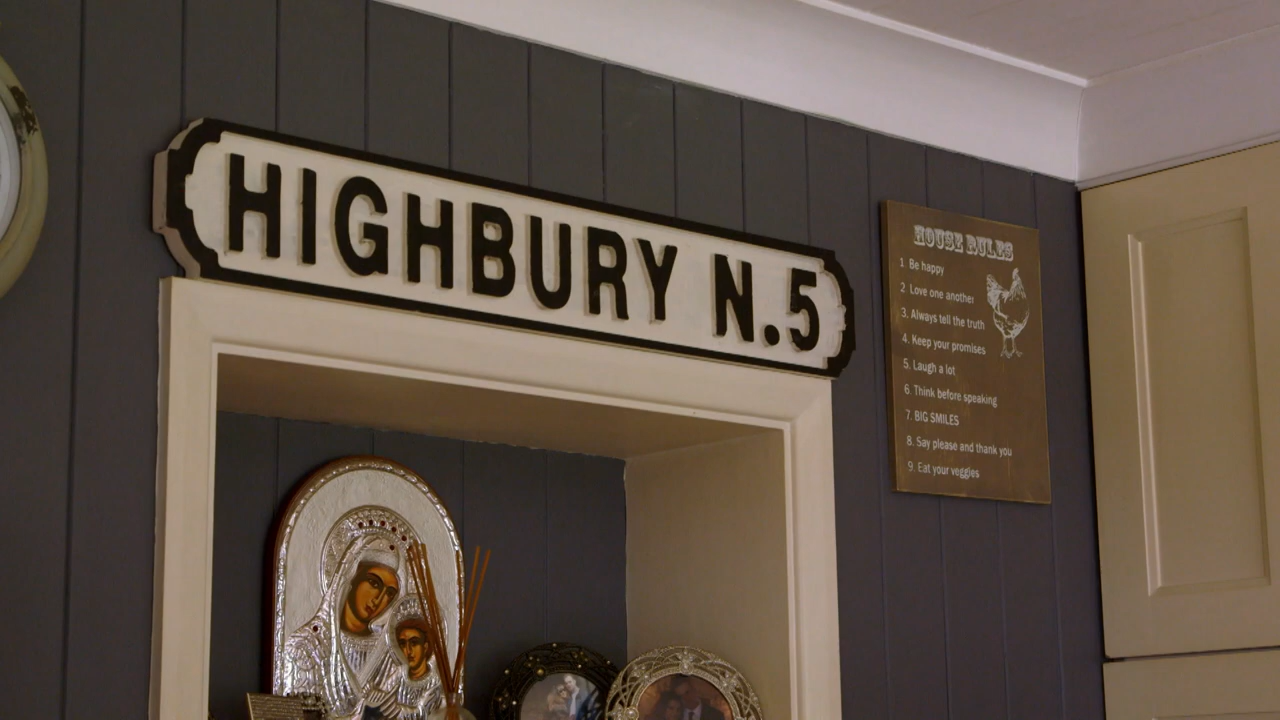 HIGHBURY N.5
HOUSE RULES
1. Be happy
2. Love one another
3. Always tell the truth
4. Keep your promises
5. Laugh a lot
6. Think before speaking
7. BIG SMILES
8. Say please and thank you
9. Eat your veggies